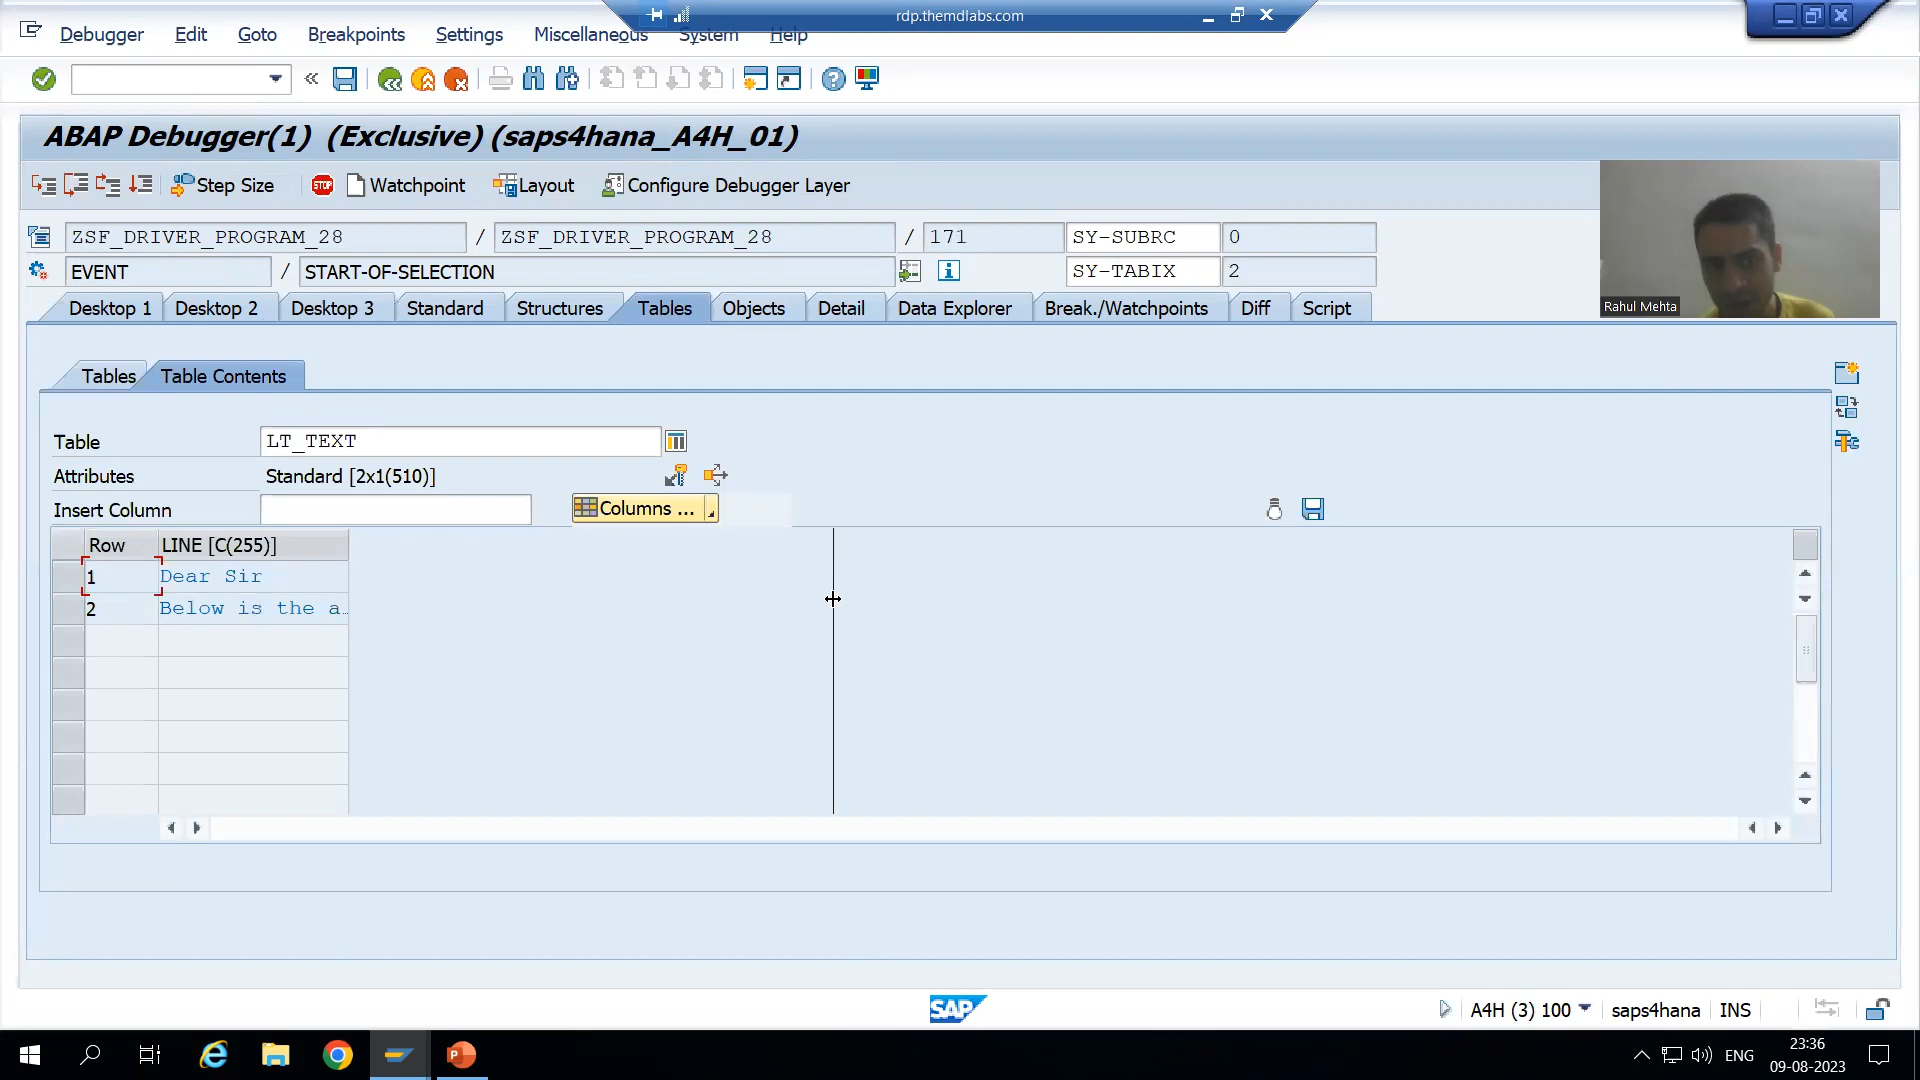 rdp.themdlabs.com
Debugger Edit Goto Breakpoints Settings Miscellaneous System Help
ABAP Debugger(1) (Exclusive) (saps4hana_A4H_01)
Step Size STOP Watchpoint Layout Configure Debugger Layer
ZSF_DRIVER_PROGRAM_28 / ZSF_DRIVER_PROGRAM_28 / 171 SY-SUBRC 0
EVENT / START-OF-SELECTION SY-TABIX 2
Rahul Mehta
Desktop 1 Desktop 2 Desktop 3 Standard Structures Tables Objects Detail Data Explorer Break./Watchpoints Diff Script
Tables Table Contents
Table LT_TEXT
Attributes Standard [2x1(510)]
Insert Column Columns ...
Row LINE [C(255)]
1 Dear Sir
2 Below is the a..
SAP A4H (3) 100 saps4hana INS
ENG 23:36
09-08-2023